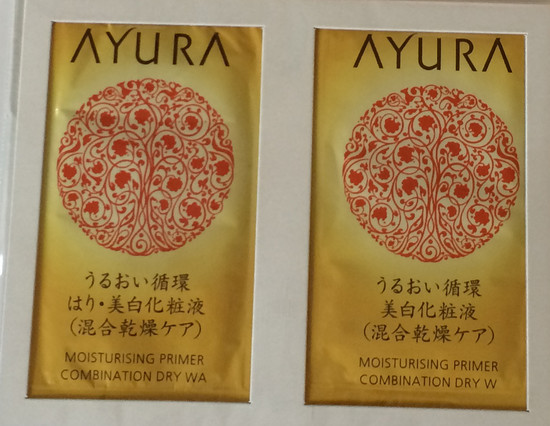 AYURA
うるおい循環
はり・美白化粧液
(混合乾燥ケア)
MOISTURISING PRIMER
COMBINATION DRY WA
AYURA
うるおい循環
美白化粧液
(混合乾燥ケア)
MOISTURISING PRIMER
COMBINATION DRY W